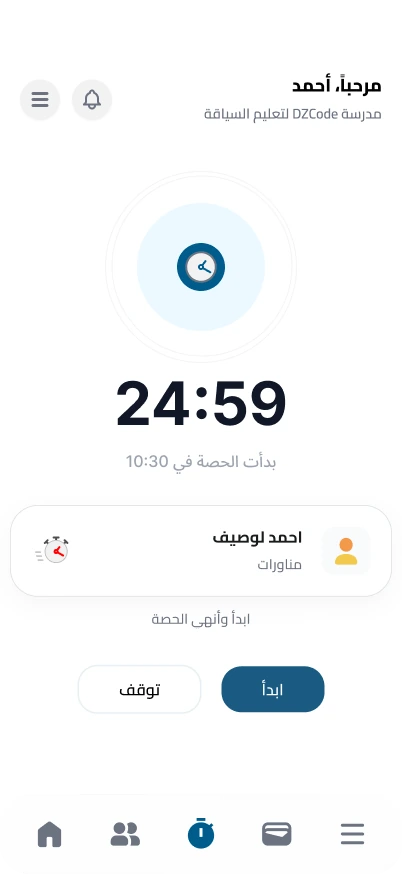 مرحباً، أحمد
مدرسة DZCode لتعليم السياقة
24:59
بدأت الحصة في 10:30
احمد لوصيف
مناورات
ابدأ وأنهي الحصة
ابدأ
توقف